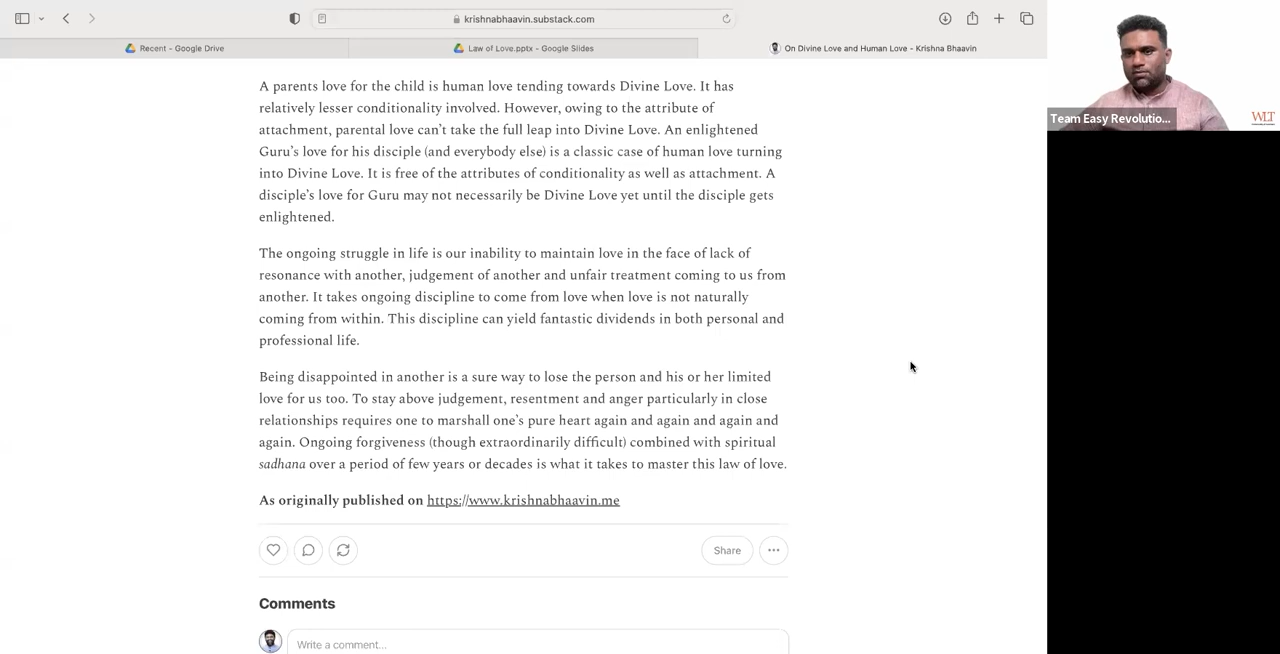 krishnabhaavin.substack.com
Recent - Google Drive
Law of Love.pptx - Google Slides
On Divine Love and Human Love - Krishna Bhaavin
A parents love for the child is human love tending towards Divine Love. It has
relatively lesser conditionality involved. However, owing to the attribute of
attachment, parental love can't take the full leap into Divine Love. An enlightened
Guru's love for his disciple (and everybody else) is a classic case of human love turning
into Divine Love. It is free of the attributes of conditionality as well as attachment. A
disciple's love for Guru may not necessarily be Divine Love yet until the disciple gets
enlightened.
The ongoing struggle in life is our inability to maintain love in the face of lack of
resonance with another, judgement of another and unfair treatment coming to us from
another. It takes ongoing discipline to come from love when love is not naturally
coming from within. This discipline can yield fantastic dividends in both personal and
professional life.
Being disappointed in another is a sure way to lose the person and his or her limited
love for us too. To stay above judgement, resentment and anger particularly in close
relationships requires one to marshall one's pure heart again and again and again and
again. Ongoing forgiveness (though extraordinarily difficult) combined with spiritual
sadhana over a period of few years or decades is what it takes to master this law of love.
As originally published on https://www.krishnabhaavin.me
Share
Comments
Write a comment...
Team Easy Revolutio...
WLT